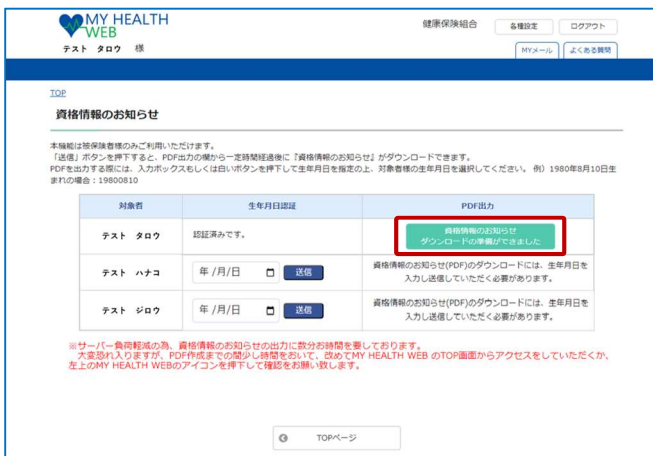 MY HEALTH WEB
健康保険組合
各種設定
ログアウト
テスト タロウ 様
MYメール
よくある質問
TOP
資格情報のお知らせ
本機能は被保険者様のみご利用いただけます。
「送信」ボタンを押下すると、PDF出力の欄から一定時間経過後に『資格情報のお知らせ』がダウンロードできます。
PDFを出力する際には、入力ボックスもしくは白いボタンを押下して生年月日を指定の上、対象者様の生年月日を選択してください。 例）1980年8月10日生
まれの場合：19800810
対象者 生年月日認証 PDF出力
テスト タロウ 認証済みです。 資格情報のお知らせ
ダウンロードの準備ができました
テスト ハナコ 年 /月/日 送信 資格情報のお知らせ(PDF)のダウンロードには、生年月日を
入力し送信していただく必要があります。
テスト ジロウ 年 /月/日 送信 資格情報のお知らせ(PDF)のダウンロードには、生年月日を
入力し送信していただく必要があります。
※サーバー負荷軽減の為、資格情報のお知らせの出力に数分お時間を要しております。
大変恐れ入りますが、PDF作成までの間少し時間をおいて、改めてMY HEALTH WEB のTOP画面からアクセスをしていただくか、
左上のMY HEALTH WEBのアイコンを押下して確認をお願い致します。
TOPページ